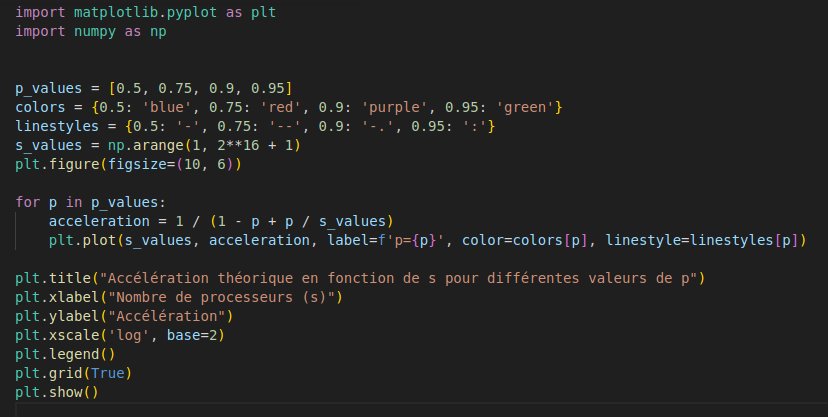 import matplotlib.pyplot as plt
import numpy as np
p_values = [0.5, 0.75, 0.9, 0.95]
colors = {0.5: 'blue', 0.75: 'red', 0.9: 'purple', 0.95: 'green'}
linestyles = {0.5: '-', 0.75: '--', 0.9: '-.', 0.95: ':'}
s_values = np.arange(1, 2**16 + 1)
plt.figure(figsize=(10, 6))
for p in p_values:
    acceleration = 1 / (1 - p + p / s_values)
    plt.plot(s_values, acceleration, label=f'p={p}', color=colors[p], linestyle=linestyles[p])
plt.title("Accélération théorique en fonction de s pour différentes valeurs de p")
plt.xlabel("Nombre de processeurs (s)")
plt.ylabel("Accélération")
plt.xscale('log', base=2)
plt.legend()
plt.grid(True)
plt.show()